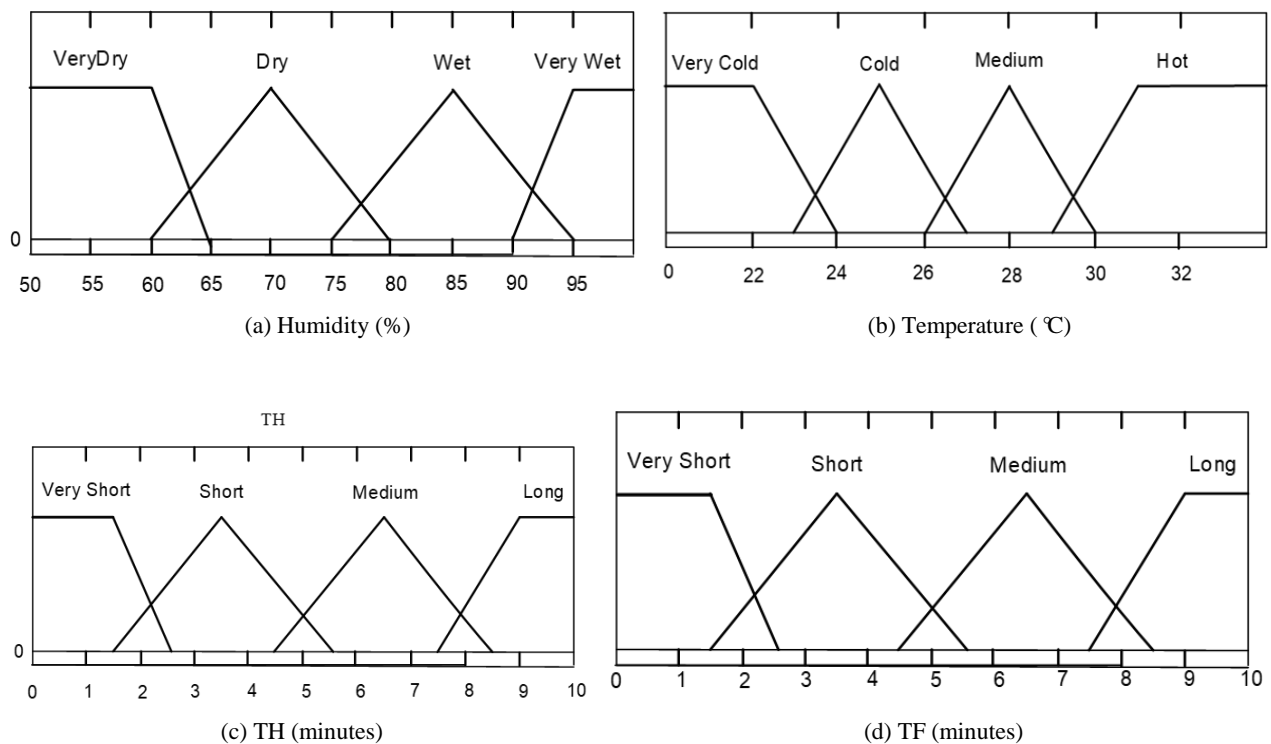 VeryDry Dry Wet Very Wet
0
50 55 60 65 70 75 80 85 90 95
(a) Humidity (%)
Very Cold Cold Medium Hot
0 22 24 26 28 30 32
(b) Temperature ( ℃)
TH
Very Short Short Medium Long
0
0 1 2 3 4 5 6 7 8 9 10
(c) TH (minutes)
Very Short Short Medium Long
0 1 2 3 4 5 6 7 8 9 10
(d) TF (minutes)